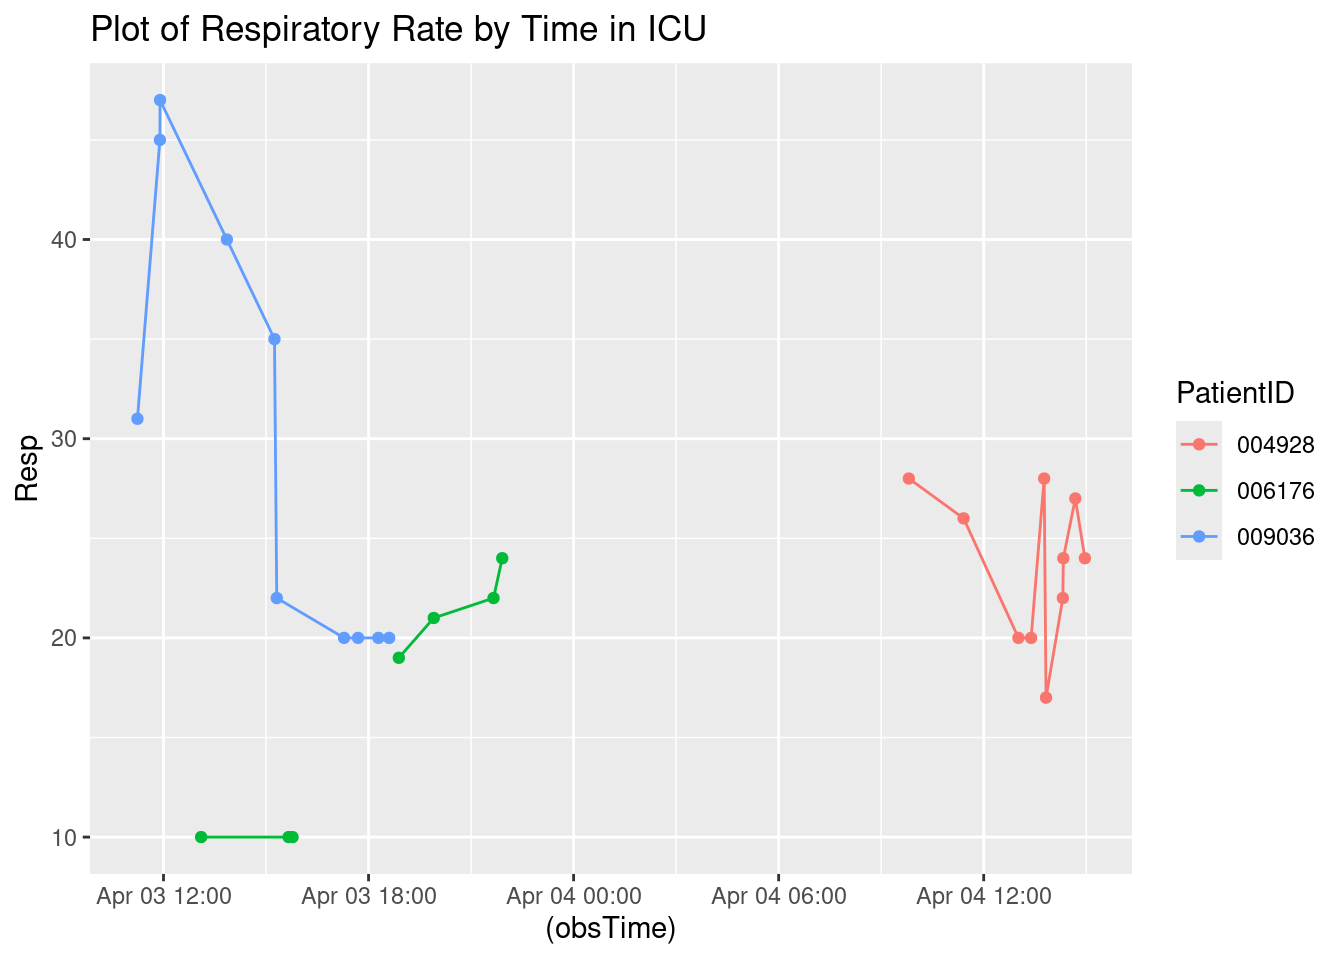 Plot of Respiratory Rate by Time in ICU
Resp
40
30
20
10
Apr 03 12:00
Apr 03 18:00
Apr 04 00:00
Apr 04 06:00
Apr 04 12:00
(obsTime)
PatientID
004928
006176
009036